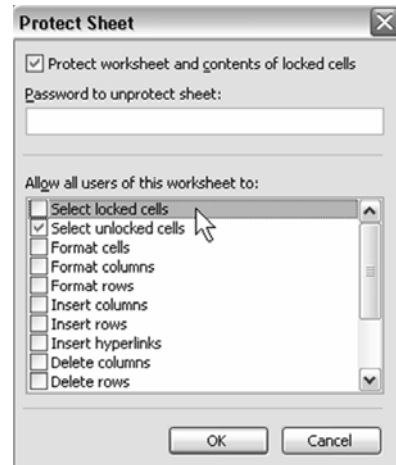 Protect Sheet
Protect worksheet and contents of locked cells
Password to unprotect sheet:
Allow all users of this worksheet to:
Select locked cells
Select unlocked cells
Format cells
Format columns
Format rows
Insert columns
Insert rows
Insert hyperlinks
Delete columns
Delete rows
OK Cancel